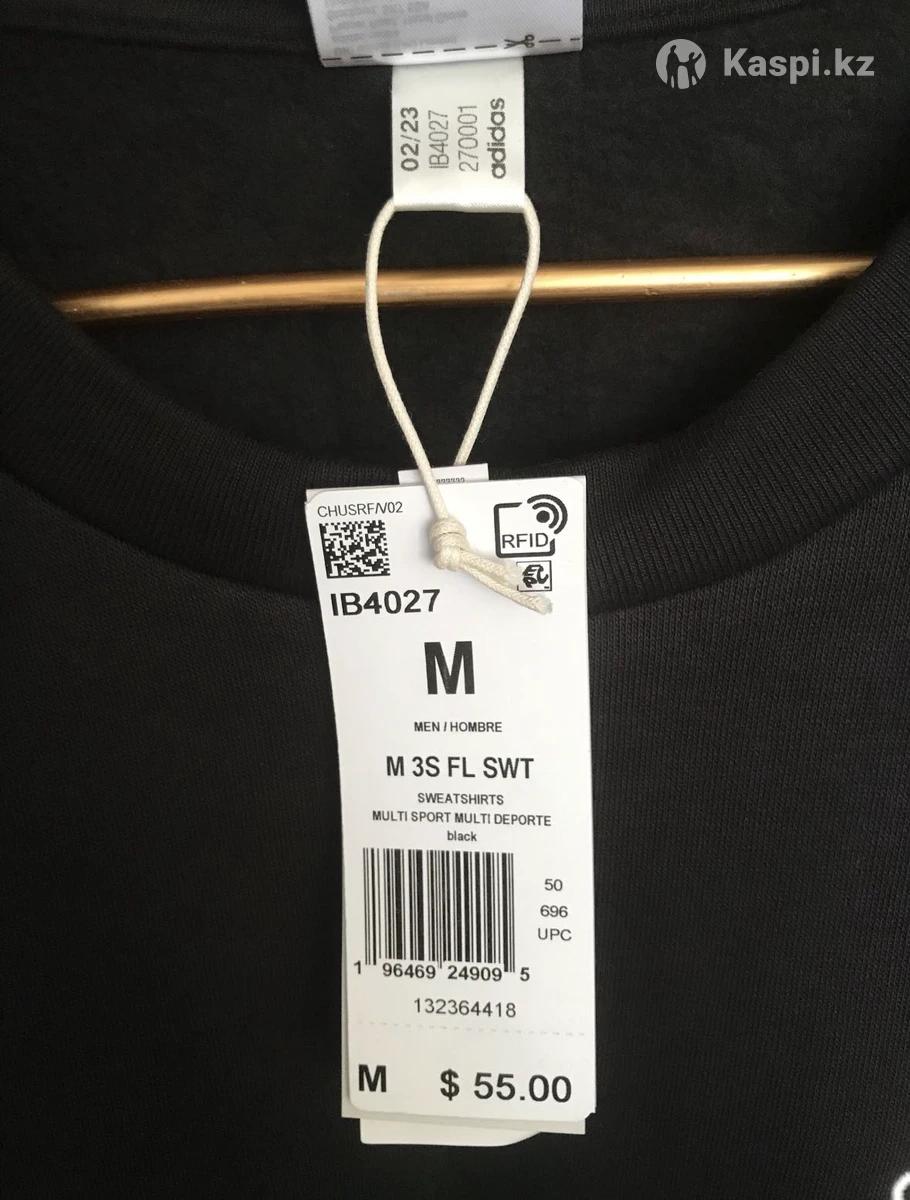 Kaspi.kz
02/23
IB4027
270001
adidas
CHUSRF/V02
RFID
IB4027
M
MEN / HOMBRE
M 3S FL SWT
SWEATSHIRTS
MULTI SPORT MULTI DEPORTE
black
50
696
UPC
1 96469 24909 5
132364418
M $ 55.00